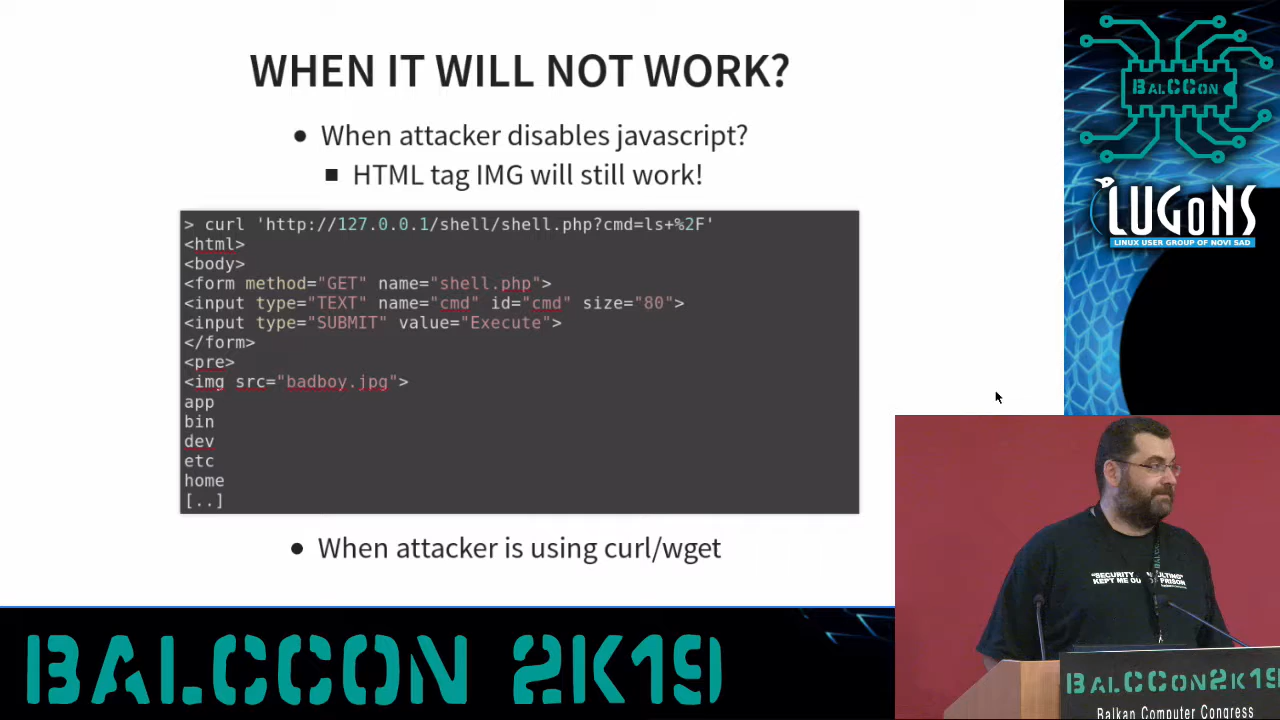 WHEN IT WILL NOT WORK?
When attacker disables javascript?
HTML tag IMG will still work!
> curl 'http://127.0.0.1/shell/shell.php?cmd=ls+%2F'
<html>
<body>
<form method="GET" name="shell.php">
<input type="TEXT" name="cmd" id="cmd" size="80">
<input type="SUBMIT" value="Execute">
</form>
<pre>
<img src="badboy.jpg">
app
bin
dev
etc
home
[..]
When attacker is using curl/wget
BALCCON
LUGONS
LINUX USER GROUP OF NOVI SAD
KEPT ME
BALCCON2K19
Balkan Computer Congress
BALCCON 2K19